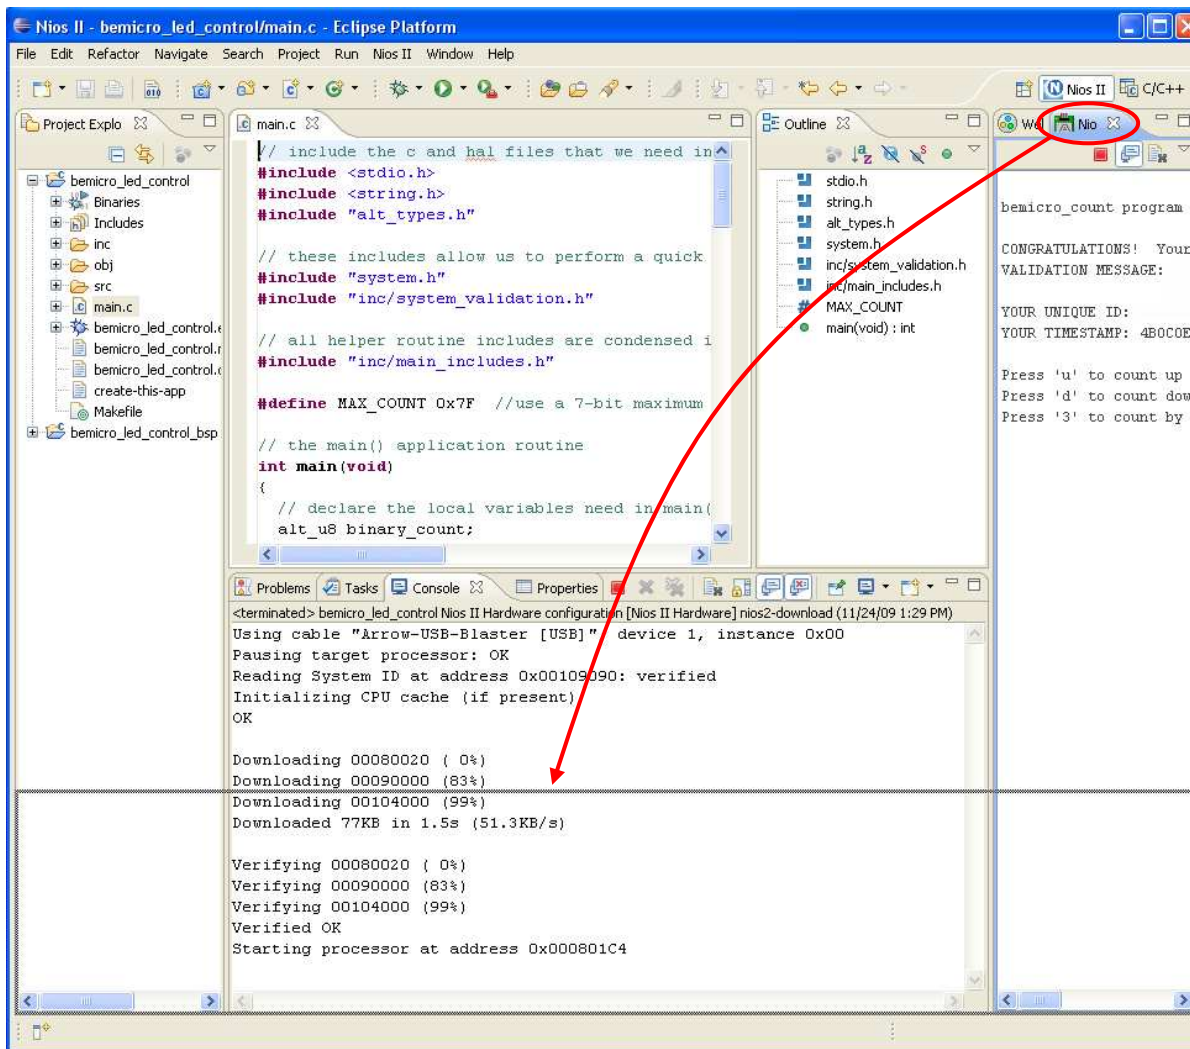 Nios II - bemicro_led_control/main.c - Eclipse Platform
File Edit Refactor Navigate Search Project Run Nios II Window Help
Nios II C/C++
Project Explo
bemicro_led_control
Binaries
Includes
inc
obj
src
main.c
bemicro_led_control.e
bemicro_led_control.
bemicro_led_control.
create-this-app
Makefile
bemicro_led_control_bsp
main.c
// include the c and hal files that we need in
#include <stdio.h>
#include <string.h>
#include "alt_types.h"
// these includes allow us to perform a quick
#include "system.h"
#include "inc/system_validation.h"
// all helper routine includes are condensed i
#include "inc/main_includes.h"
#define MAX_COUNT 0x7F //use a 7-bit maximum
// the main() application routine
int main(void)
{
// declare the local variables need in main(
alt_u8 binary_count;
Outline
stdio.h
string.h
alt_types.h
system.h
inc/system_validation.h
inc/main_includes.h
MAX_COUNT
main(void) : int
Wel Nio
bemicro_count program
CONGRATULATIONS! Your
VALIDATION MESSAGE:
YOUR UNIQUE ID:
YOUR TIMESTAMP: 4B0C0E
Press 'u' to count up
Press 'd' to count dow
Press '3' to count by
Problems Tasks Console Properties
<terminated> bemicro_led_control Nios II Hardware configuration [Nios II Hardware] nios2-download (11/24/09 1:29 PM)
Using cable "Arrow-USB-Blaster [USB]", device 1, instance 0x00
Pausing target processor: OK
Reading System ID at address 0x00109090: verified
Initializing CPU cache (if present)
OK
Downloading 00080020 ( 0%)
Downloading 00090000 (83%)
Downloading 00104000 (99%)
Downloaded 77KB in 1.5s (51.3KB/s)
Verifying 00080020 ( 0%)
Verifying 00090000 (83%)
Verifying 00104000 (99%)
Verified OK
Starting processor at address 0x000801C4